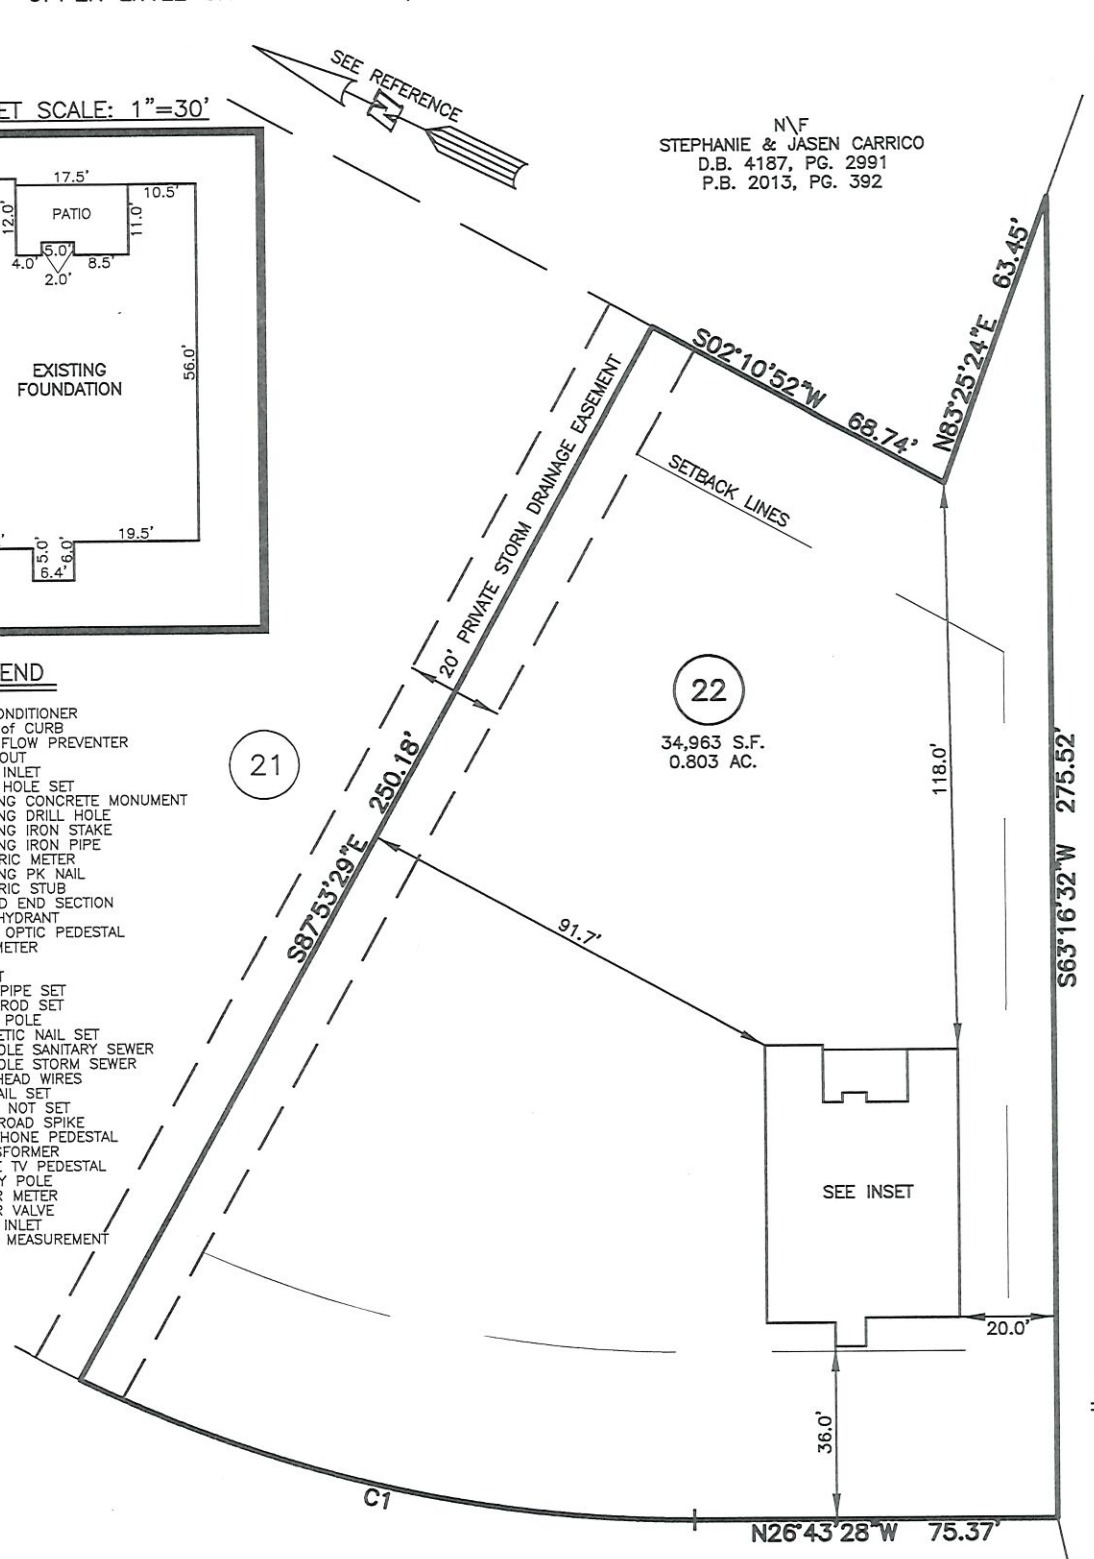 ET SCALE: 1"=30'
SEE REFERENCE
N
N\F
STEPHANIE & JASEN CARRICO
D.B. 4187, PG. 2991
P.B. 2013, PG. 392
17.5'
10.5'
12.0'
PATIO
11.0'
5.0'
4.0'
8.5'
2.0'
EXISTING
FOUNDATION
56.0'
19.5'
5.0'
6.0'
6.4'
S02°10'52"W 68.74'
N83°25'24"E 63.45'
SETBACK LINES
20' PRIVATE STORM DRAINAGE EASEMENT
END
ONDITIONER
of CURB
FLOW PREVENTER
OUT
INLET
HOLE SET
NG CONCRETE MONUMENT
NG DRILL HOLE
NG IRON STAKE
NG IRON PIPE
RIC METER
NG PK NAIL
RIC STUB
D END SECTION
HYDRANT
OPTIC PEDESTAL
METER
T
PIPE SET
ROD SET
POLE
ETIC NAIL SET
OLE SANITARY SEWER
OLE STORM SEWER
HEAD WIRES
AIL SET
NOT SET
ROAD SPIKE
HONE PEDESTAL
SFORMER
E TV PEDESTAL
Y POLE
R METER
R VALVE
INLET
MEASUREMENT
21
22
34,963 S.F.
0.803 AC.
118.0'
S63°16'32"W 275.52'
S87°53'29"E 250.18'
91.7'
SEE INSET
20.0'
36.0'
C1
N26°43'28"W 75.37'